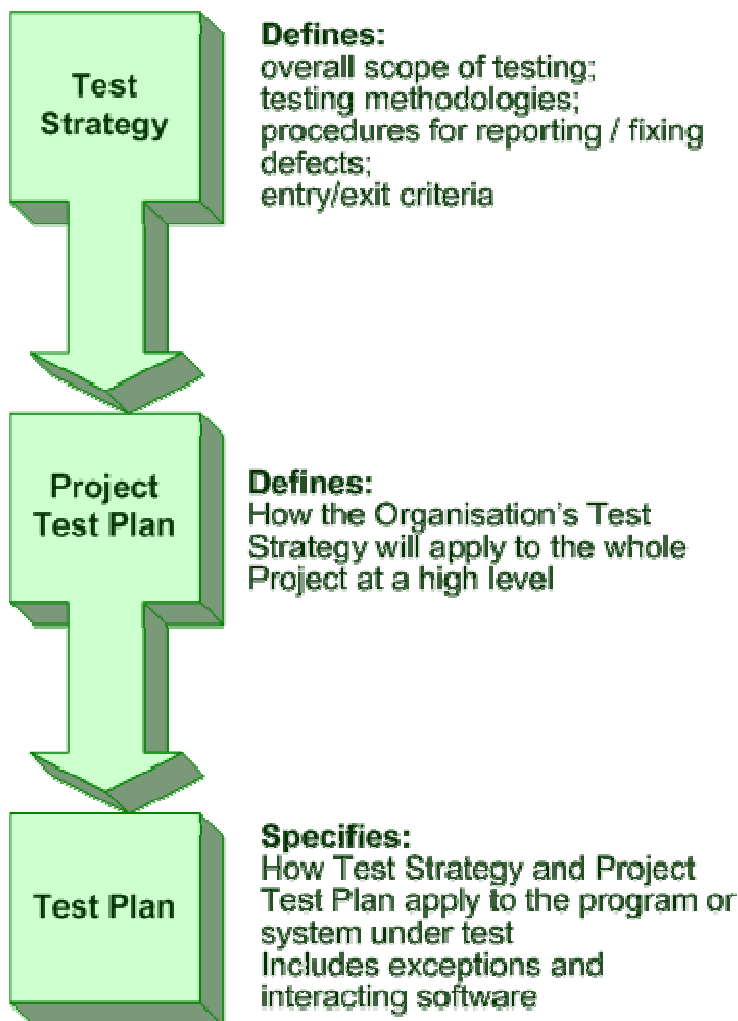 Test
Strategy
Defines:
overall scope of testing;
testing methodologies;
procedures for reporting / fixing
defects;
entry/exit criteria
Project
Test Plan
Defines:
How the Organisation's Test
Strategy will apply to the whole
Project at a high level
Test Plan
Specifies:
How Test Strategy and Project
Test Plan apply to the program or
system under test
Includes exceptions and
interacting software